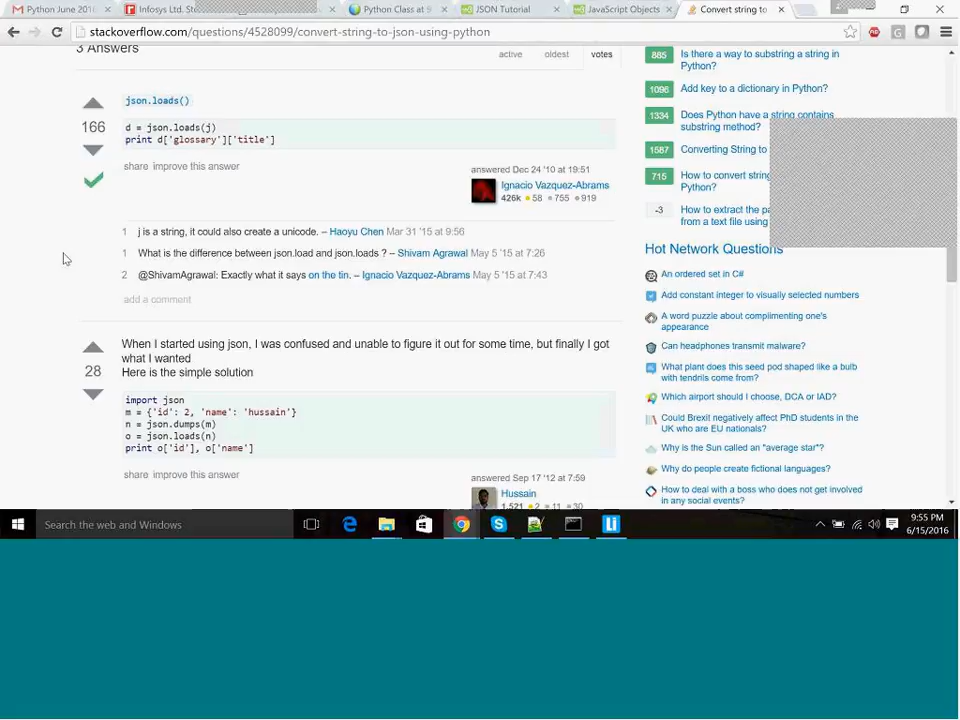 Python June 201
Infosys Ltd. St
Python Class at 9
JSON Tutorial
JavaScript Objects
Convert string to
stackoverflow.com/questions/4528099/convert-string-to-json-using-python
3 Answers
active oldest votes
166
json.loads()
d = json.loads(j)
print d['glossary']['title']
share improve this answer
answered Dec 24 '10 at 19:51
Ignacio Vazquez-Abrams
426k 58 755 919
1 j is a string, it could also create a unicode. – Haoyu Chen Mar 31 '15 at 9:56
1 What is the difference between json.load and json.loads ? – Shivam Agrawal May 5 '15 at 7:26
2 @ShivamAgrawal: Exactly what it says on the tin. – Ignacio Vazquez-Abrams May 5 '15 at 7:43
add a comment
28
When I started using json, I was confused and unable to figure it out for some time, but finally I got
what I wanted
Here is the simple solution
import json
m = {'id': 2, 'name': 'hussain'}
n = json.dumps(m)
o = json.loads(n)
print o['id'], o['name']
share improve this answer
answered Sep 17 '12 at 7:59
Hussain
1,521 2 11 30
885 Is there a way to substring a string in
Python?
1096 Add key to a dictionary in Python?
1334 Does Python have a string contains
substring method?
1587 Converting String to
715 How to convert string
Python?
-3 How to extract the
from a text file using
Hot Network Questions
An ordered set in C#
Add constant integer to visually selected numbers
A word puzzle about complimenting one's
appearance
Can headphones transmit malware?
What plant does this seed pod shaped like a bulb
with tendrils come from?
Which airport should I choose, DCA or IAD?
Could Brexit negatively affect PhD students in the
UK who are EU nationals?
Why is the Sun called an "average star"?
Why do people create fictional languages?
How to deal with a boss who does not get involved
in any social events?
Search the web and Windows
9:55 PM
6/15/2016